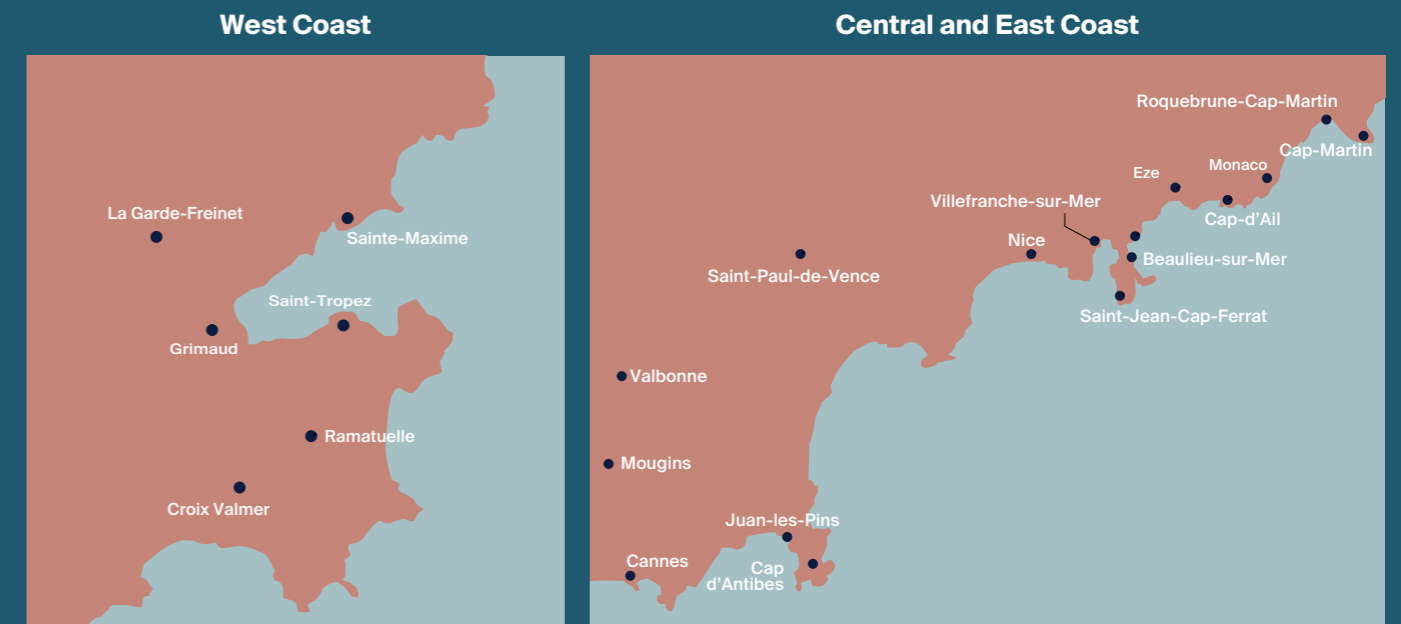 West Coast
La Garde-Freinet
Sainte-Maxime
Saint-Tropez
Grimaud
Ramatuelle
Croix Valmer
Central and East Coast
Roquebrune-Cap-Martin
Cap-Martin
Monaco
Eze
Villefranche-sur-Mer
Cap-d'Ail
Nice
Beaulieu-sur-Mer
Saint-Paul-de-Vence
Saint-Jean-Cap-Ferrat
Valbonne
Mougins
Juan-les-Pins
Cannes
Cap
d'Antibes